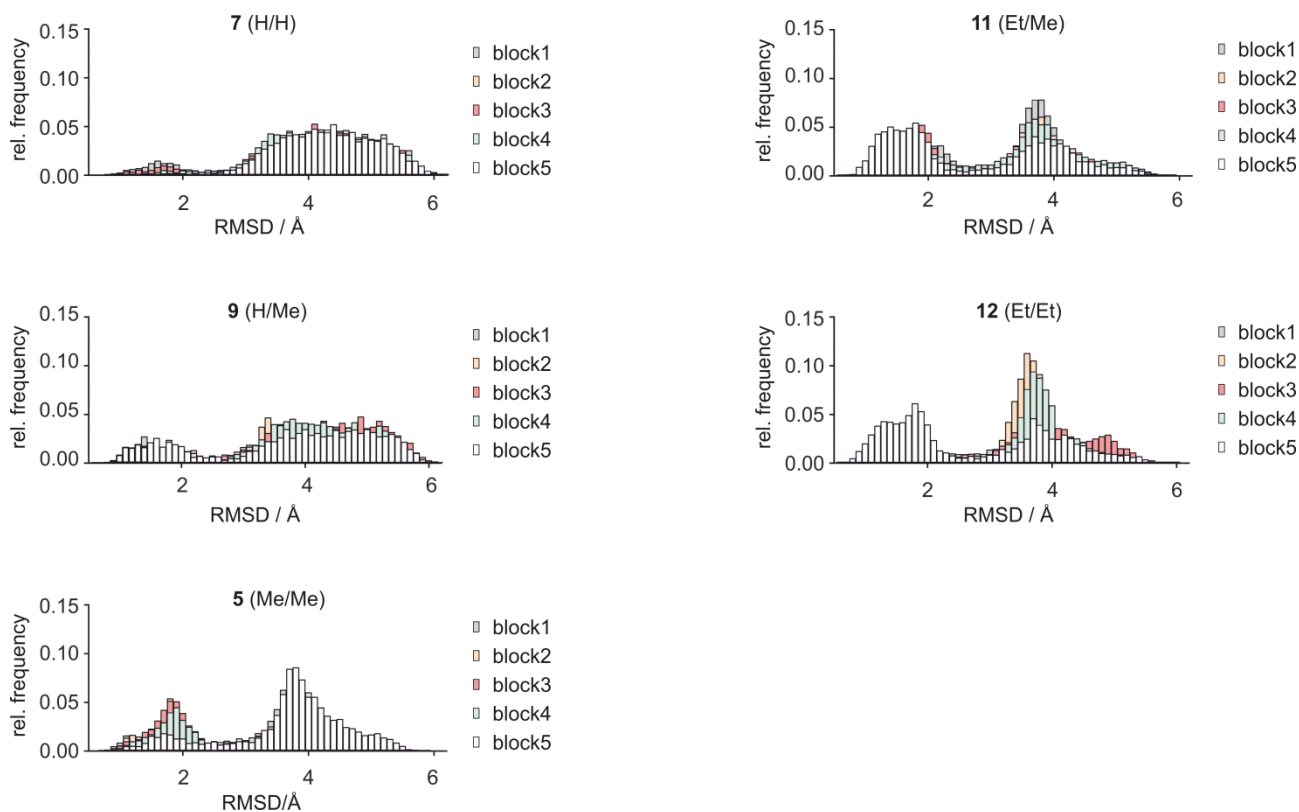 7 (H/H)
0.15
0.10
0.05
0.00
rel. frequency
2
4
6
RMSD / Å
block1
block2
block3
block4
block5
11 (Et/Me)
0.15
0.10
0.05
0.00
rel. frequency
0
2
4
6
RMSD / Å
block1
block2
block3
block4
block5
9 (H/Me)
0.15
0.10
0.05
0.00
rel. frequency
2
4
6
RMSD / Å
block1
block2
block3
block4
block5
12 (Et/Et)
0.15
0.10
0.05
0.00
rel. frequency
2
4
6
RMSD / Å
block1
block2
block3
block4
block5
5 (Me/Me)
0.15
0.10
0.05
0.00
rel. frequency
2
4
6
RMSD/Å
block1
block2
block3
block4
block5